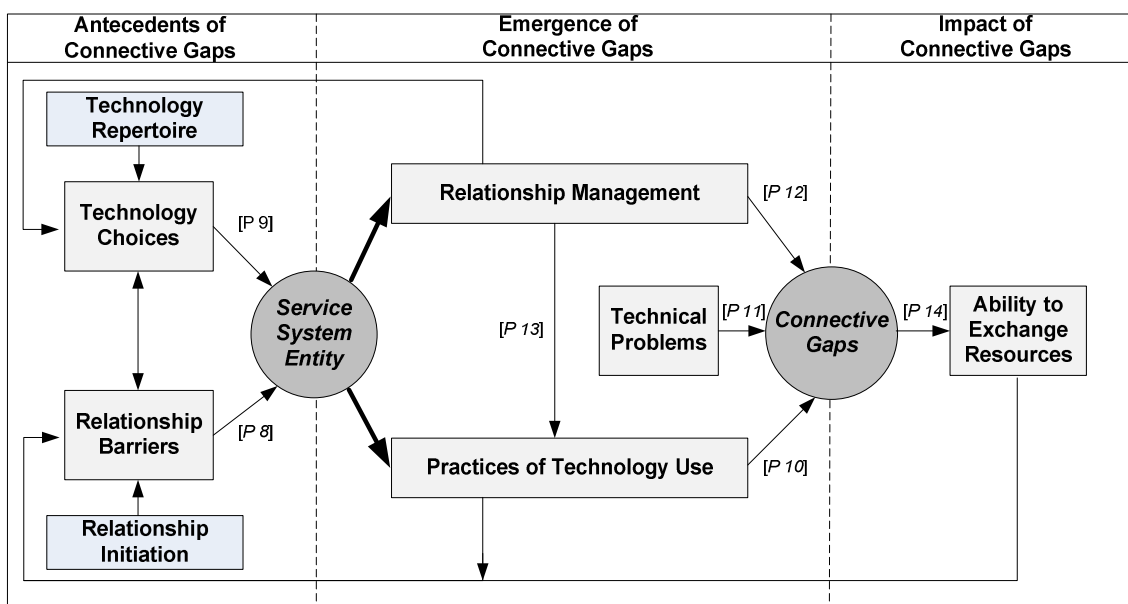 Antecedents of
Connective Gaps
Emergence of
Connective Gaps
Impact of
Connective Gaps
Technology
Repertoire
Technology
Choices
[P 9]
Relationship
Barriers
[P 8]
Relationship
Initiation
Service
System
Entity
Relationship Management
[P 12]
[P 13]
Technical
Problems
[P 11]
Connective
Gaps
[P 14]
Ability to
Exchange
Resources
Practices of Technology Use
[P 10]